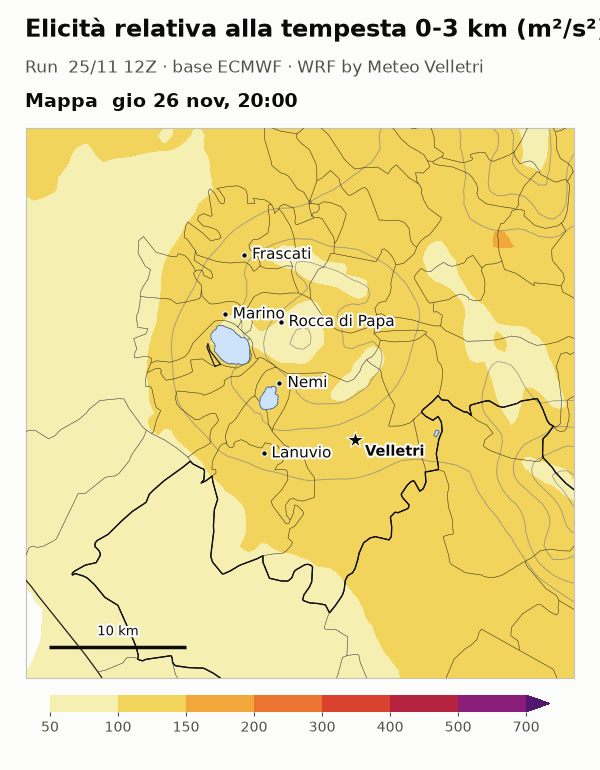 Elicità relativa alla tempesta 0-3 km (m²/s²)
Run 25/11 12Z · base ECMWF · WRF by Meteo Velletri
Mappa gio 26 nov, 20:00
Frascati
Marino
Rocca di Papa
Nemi
Velletri
Lanuvio
10 km
50 100 150 200 300 400 500 700